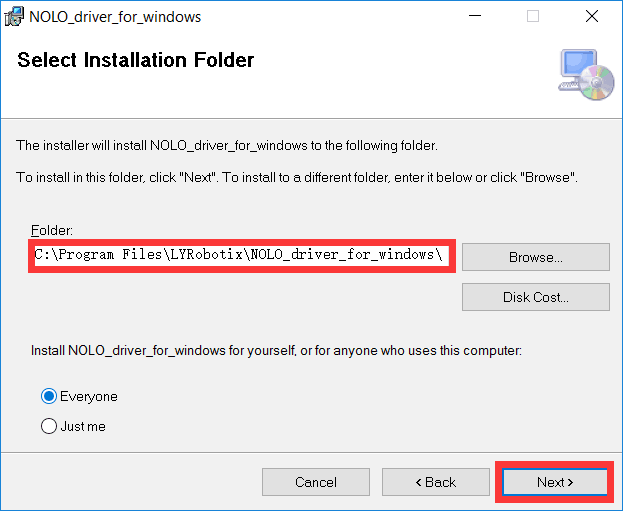 NOLO_driver_for_windows
Select Installation Folder
The installer will install NOLO_driver_for_windows to the following folder.
To install in this folder, click "Next". To install to a different folder, enter it below or click "Browse".
Folder:
C:\Program Files\LYRobotix\NOLO_driver_for_windows\
Browse...
Disk Cost...
Install NOLO_driver_for_windows for yourself, or for anyone who uses this computer:
Everyone
Just me
Cancel
< Back
Next >